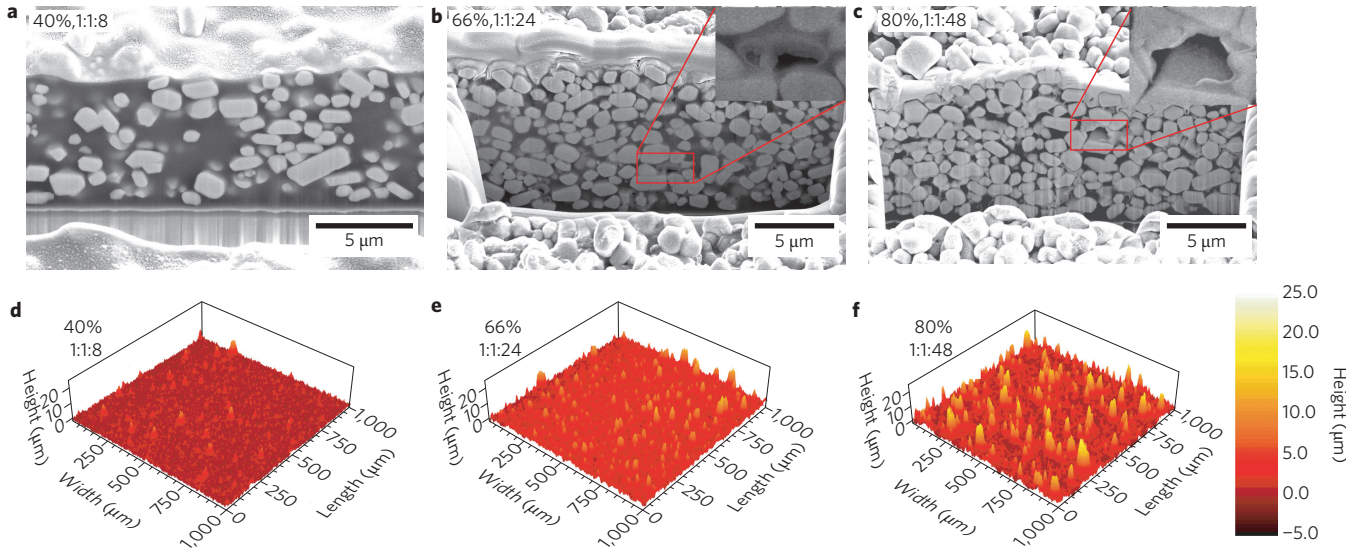 a
40%,1:1:8
5 μm
b
66%,1:1:24
5 μm
c
80%,1:1:48
5 μm
d
40%
1:1:8
Height (μm)
20
10
0
250
500
750
1,000
Width (μm)
0
250
500
750
1,000
Length (μm)
e
66%
1:1:24
Height (μm)
20
10
0
250
500
750
1,000
Width (μm)
0
250
500
750
1,000
Length (μm)
f
80%
1:1:48
Height (μm)
20
10
0
250
500
750
1,000
Width (μm)
0
250
500
750
1,000
Length (μm)
25.0
20.0
15.0
10.0
5.0
0.0
−5.0
Height (μm)